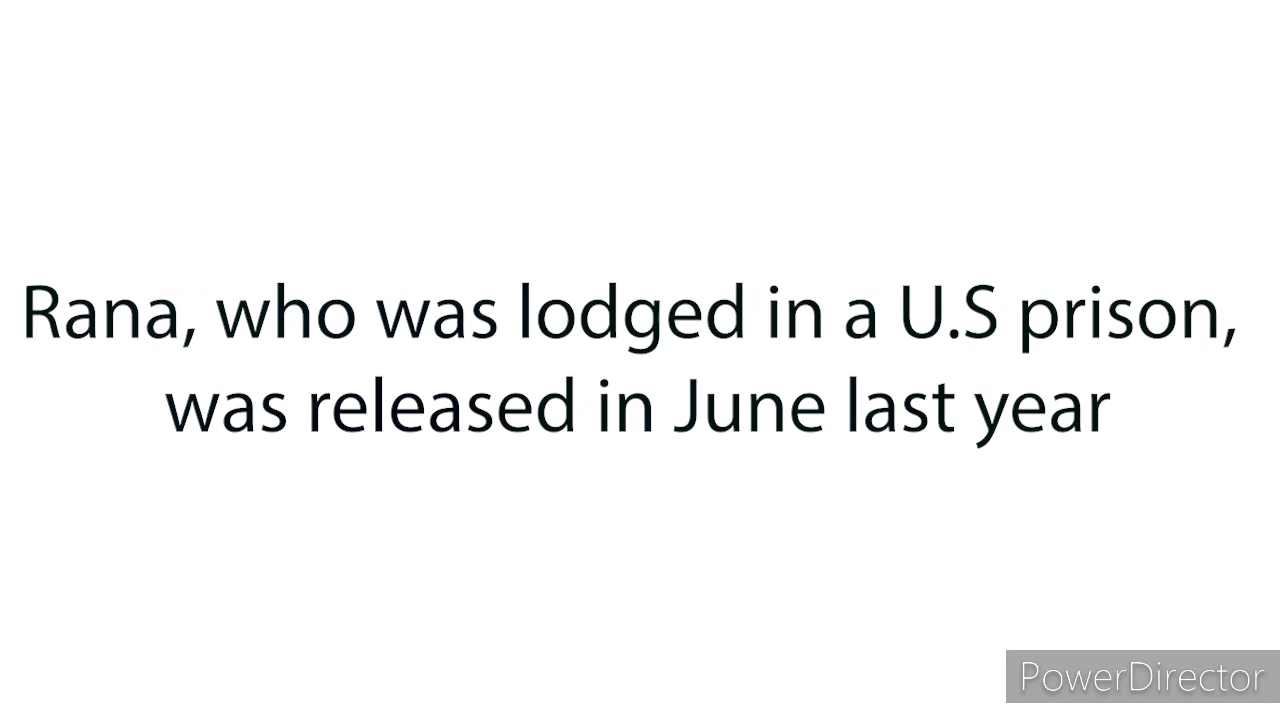 Rana, who was lodged in a U.S prison,
was released in June last year
PowerDirector